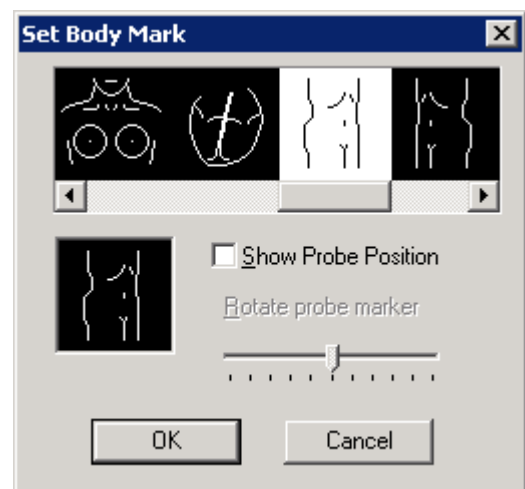 Set Body Mark
Show Probe Position
Rotate probe marker
OK
Cancel